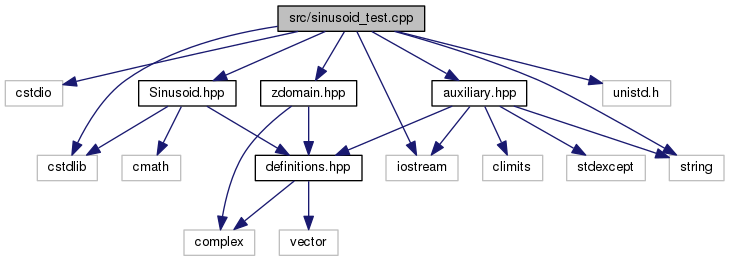 src/sinusoid_test.cpp
cstdio
Sinusoid.hpp
zdomain.hpp
auxiliary.hpp
unistd.h
cstdlib
cmath
definitions.hpp
iostream
climits
stdexcept
string
complex
vector